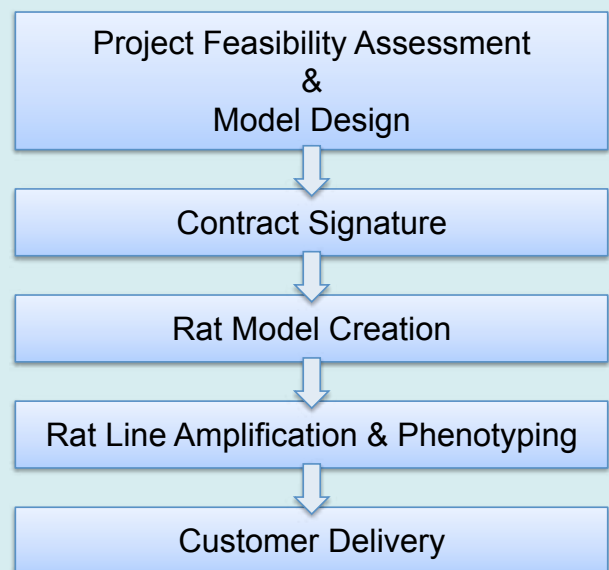 Project Feasibility Assessment
&
Model Design
Contract Signature
Rat Model Creation
Rat Line Amplification & Phenotyping
Customer Delivery